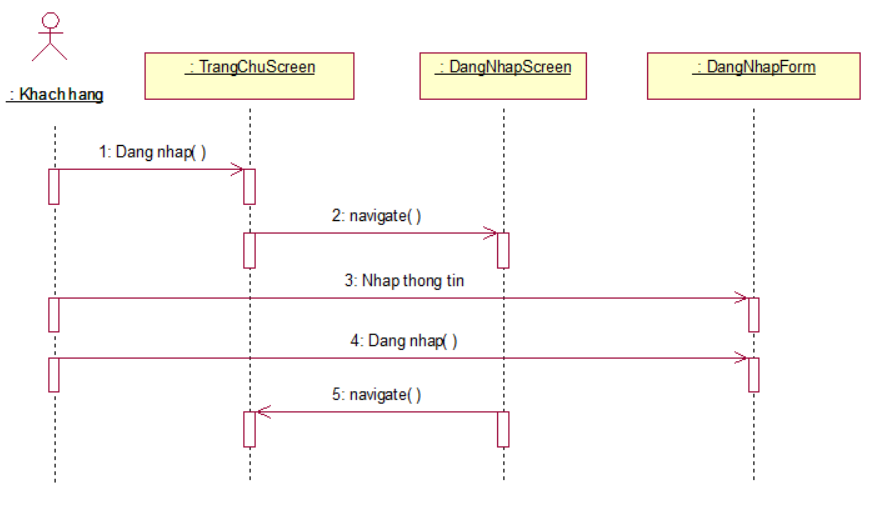 : Khach hang
: TrangChuScreen
: DangNhapScreen
: DangNhapForm
1: Dang nhap( )
2: navigate( )
3: Nhap thong tin
4: Dang nhap( )
5: navigate( )